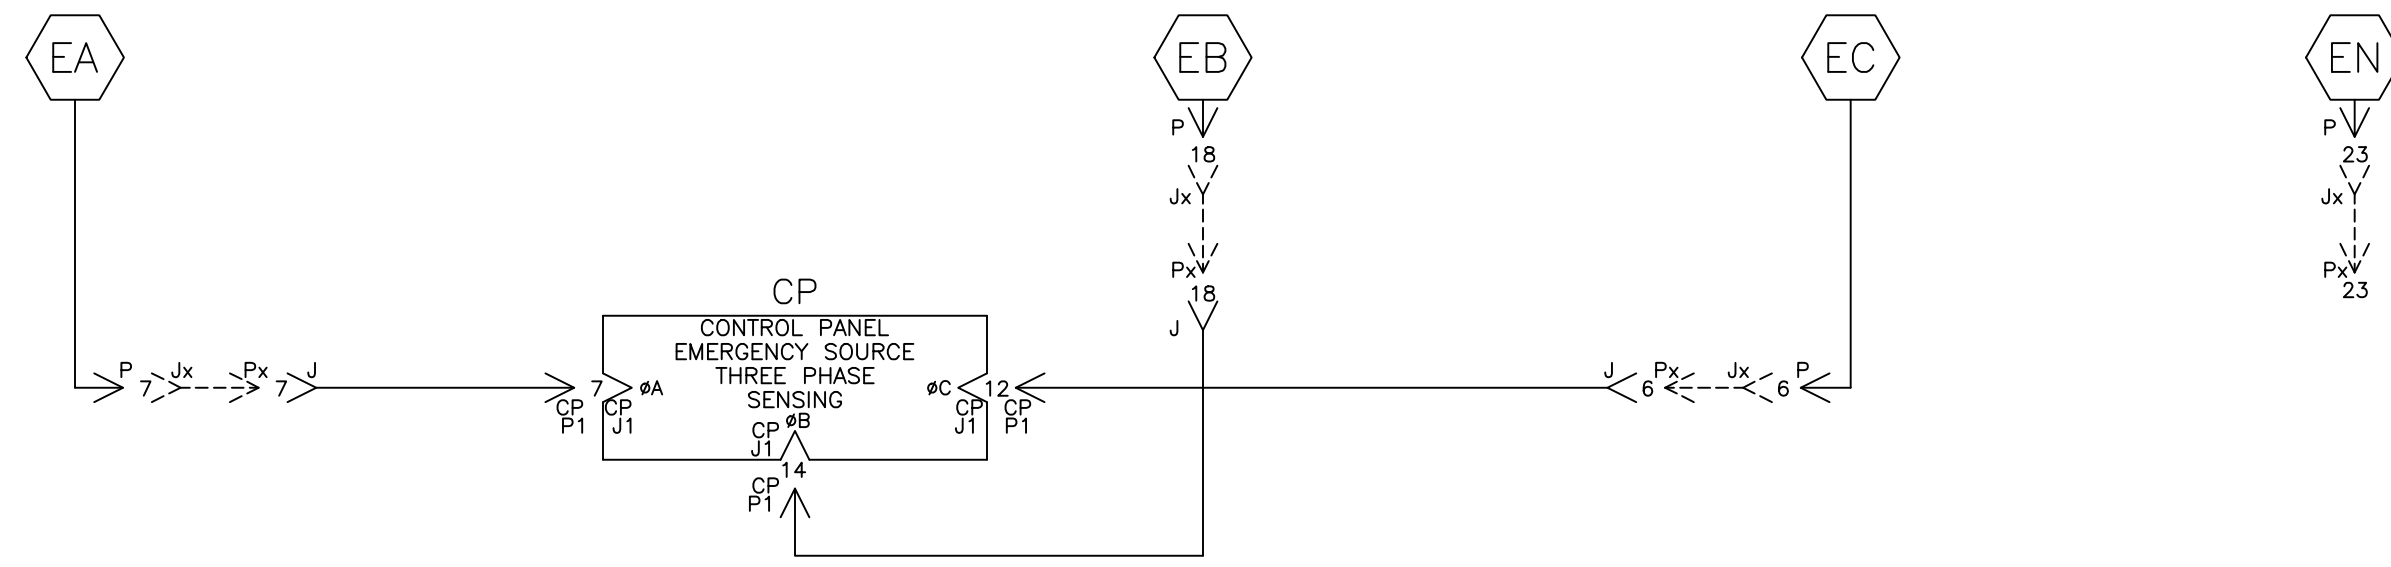 EA
EB
EC
EN
P
P
18
23
Jx
Jx
Px
Px
18
23
CP
J
CONTROL PANEL
EMERGENCY SOURCE
THREE PHASE
SENSING
P Jx Px J
7 7 7 øA
øC 12
J Px Jx P
6 6
CP CP
P1 J1
CP CP
J1 P1
øB
CP
J1
14
CP
P1